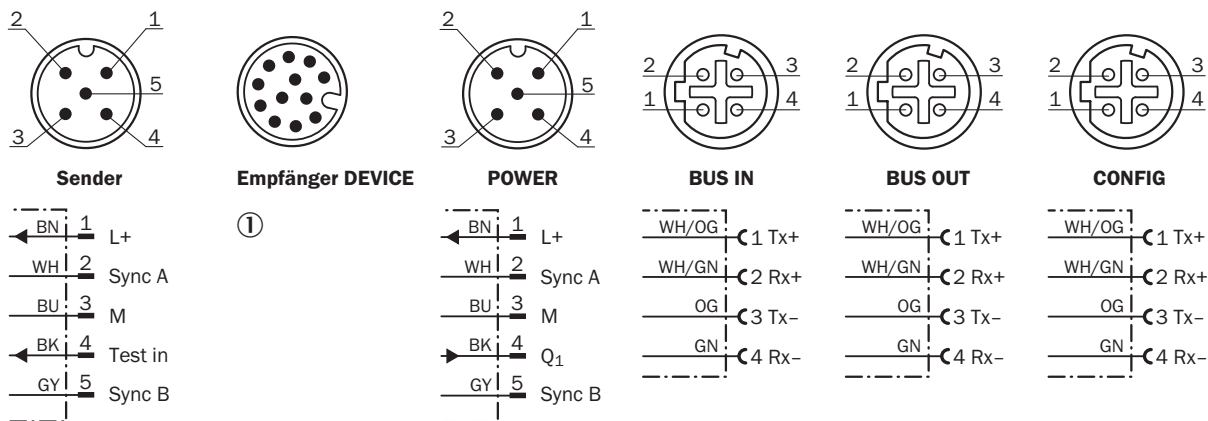 2 1
5
3 4
2 1
5
3 4
2 3
1 4
2 3
1 4
2 3
1 4
Sender
Empfänger DEVICE
POWER
BUS IN
BUS OUT
CONFIG
BN 1 L+
WH 2 Sync A
BU 3 M
BK 4 Test in
GY 5 Sync B
①
BN 1 L+
WH 2 Sync A
BU 3 M
BK 4 Q1
GY 5 Sync B
WH/OG 1 Tx+
WH/GN 2 Rx+
OG 3 Tx–
GN 4 Rx–
WH/OG 1 Tx+
WH/GN 2 Rx+
OG 3 Tx–
GN 4 Rx–
WH/OG 1 Tx+
WH/GN 2 Rx+
OG 3 Tx–
GN 4 Rx–